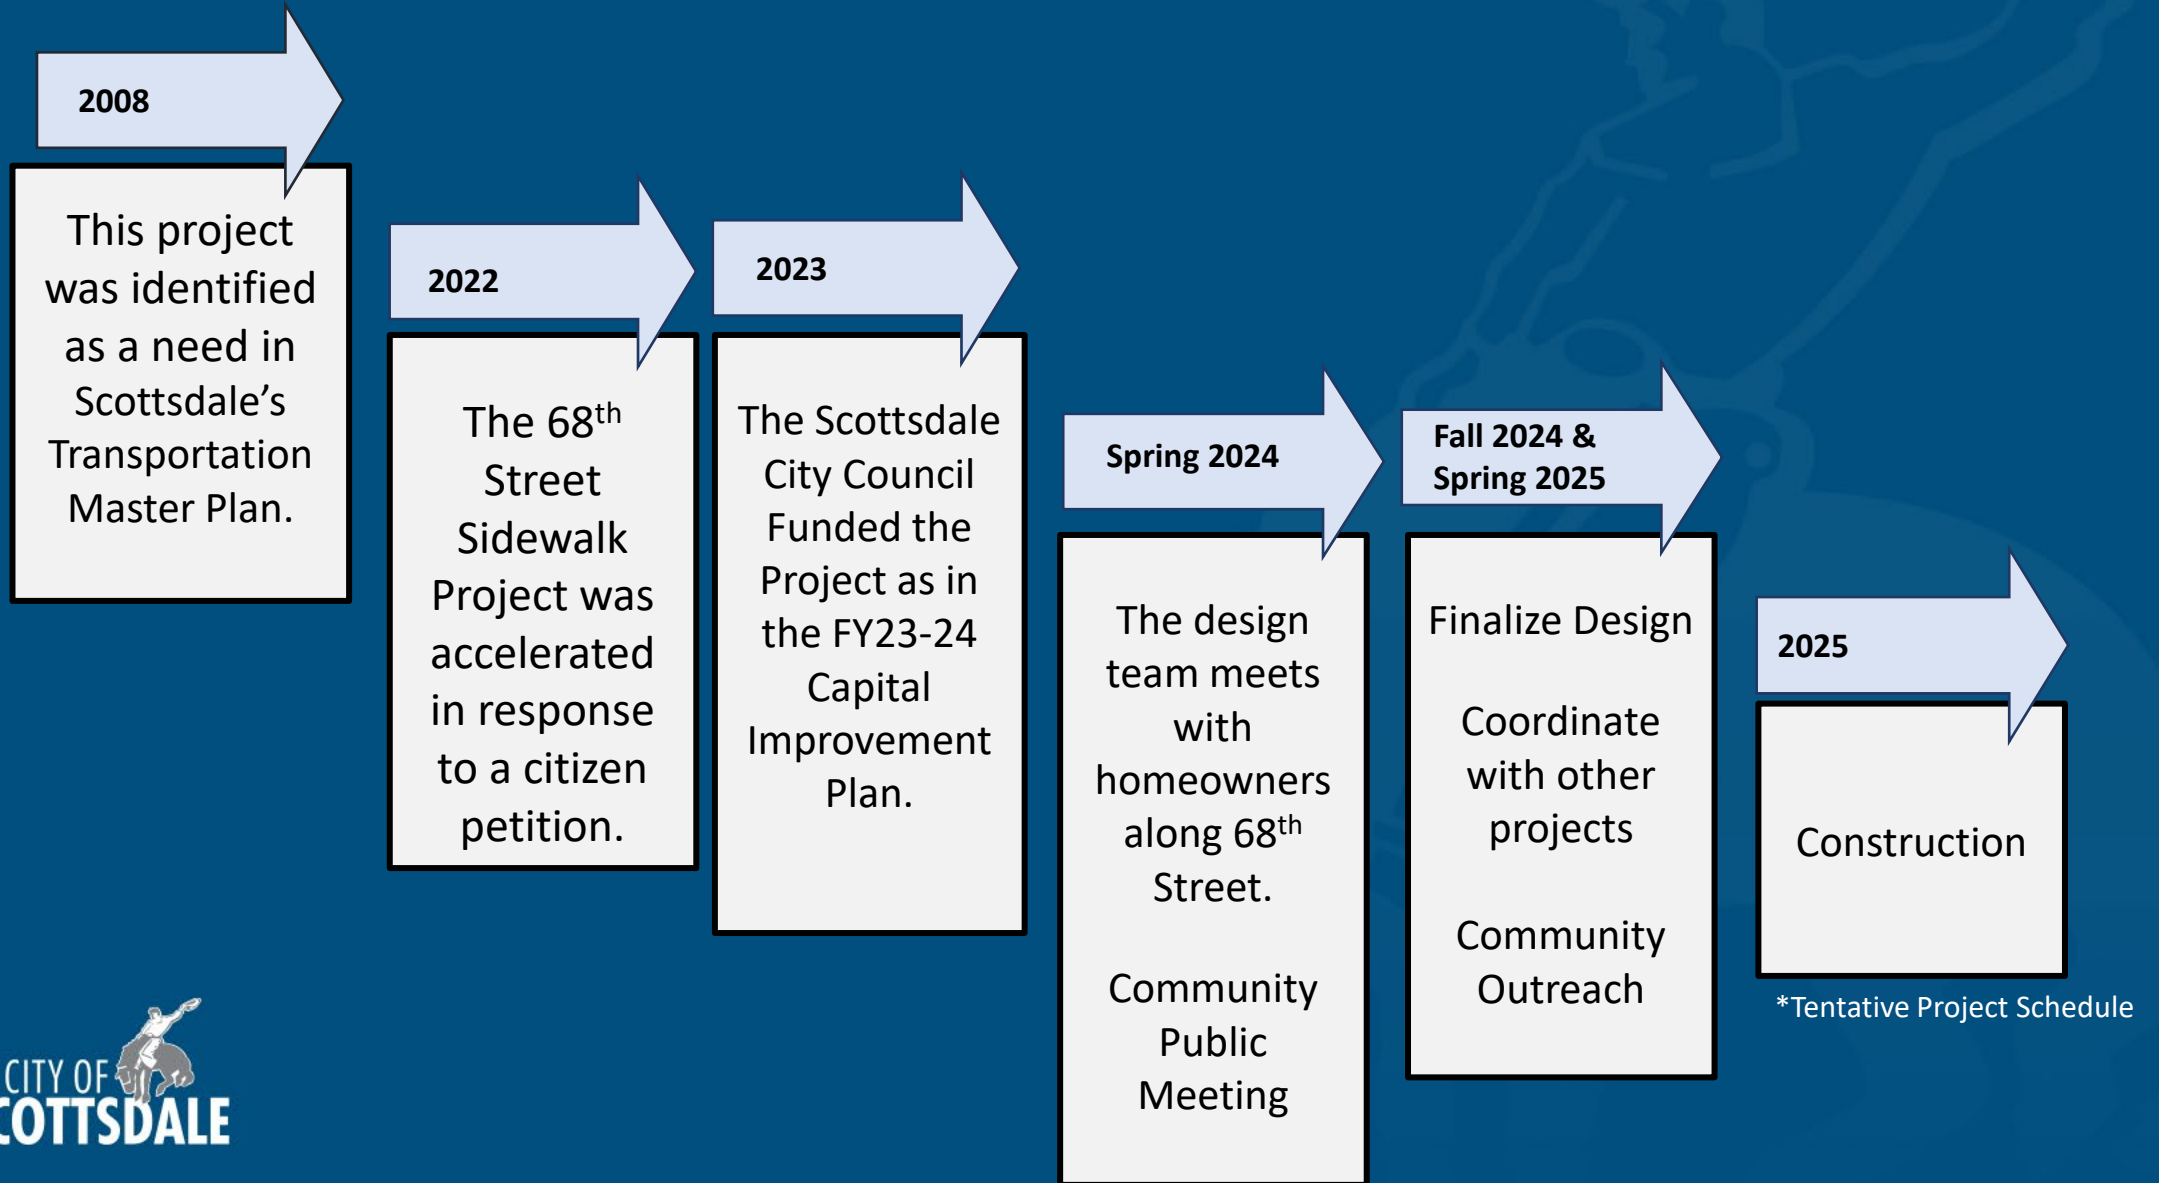 2008
This project
was identified
as a need in
Scottsdale’s
Transportation
Master Plan.
2022
The 68th
Street
Sidewalk
Project was
accelerated
in response
to a citizen
petition.
2023
The Scottsdale
City Council
Funded the
Project as in
the FY23-24
Capital
Improvement
Plan.
Spring 2024
The design
team meets
with
homeowners
along 68th
Street.
Community
Public
Meeting
Fall 2024 &
Spring 2025
Finalize Design
Coordinate
with other
projects
Community
Outreach
2025
Construction
*Tentative Project Schedule
CITY OF
COTTSDALE